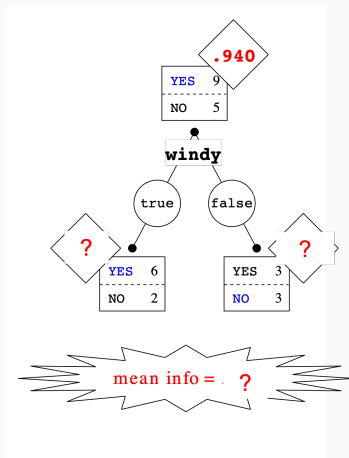 .940
YES 9
NO 5
windy
true false
? ?
YES 6 YES 3
NO 2 NO 3
mean info = . ?